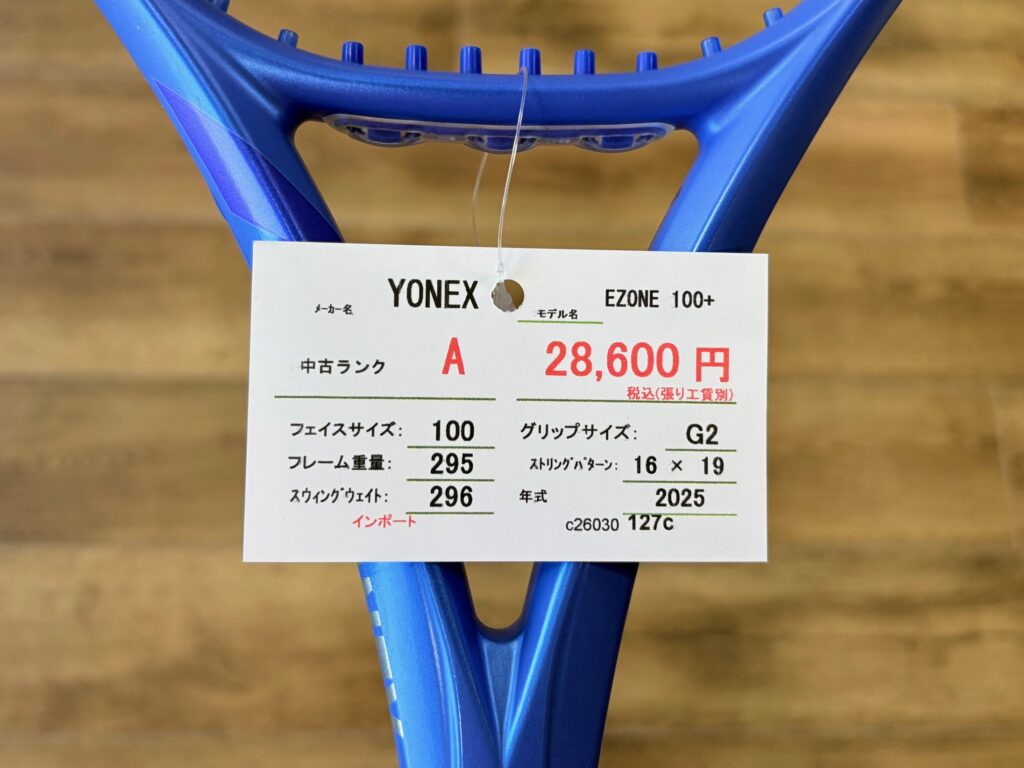 メーカー名 YONEX モデル名 EZONE 100+
中古ランク A 28,600 円
税込(張り工賃別)
フェイスサイズ: 100 グリップサイズ: G2
フレーム重量: 295 ストリングパターン: 16 × 19
スウィングウェイト: 296 年式 2025
インポート c26030 127c